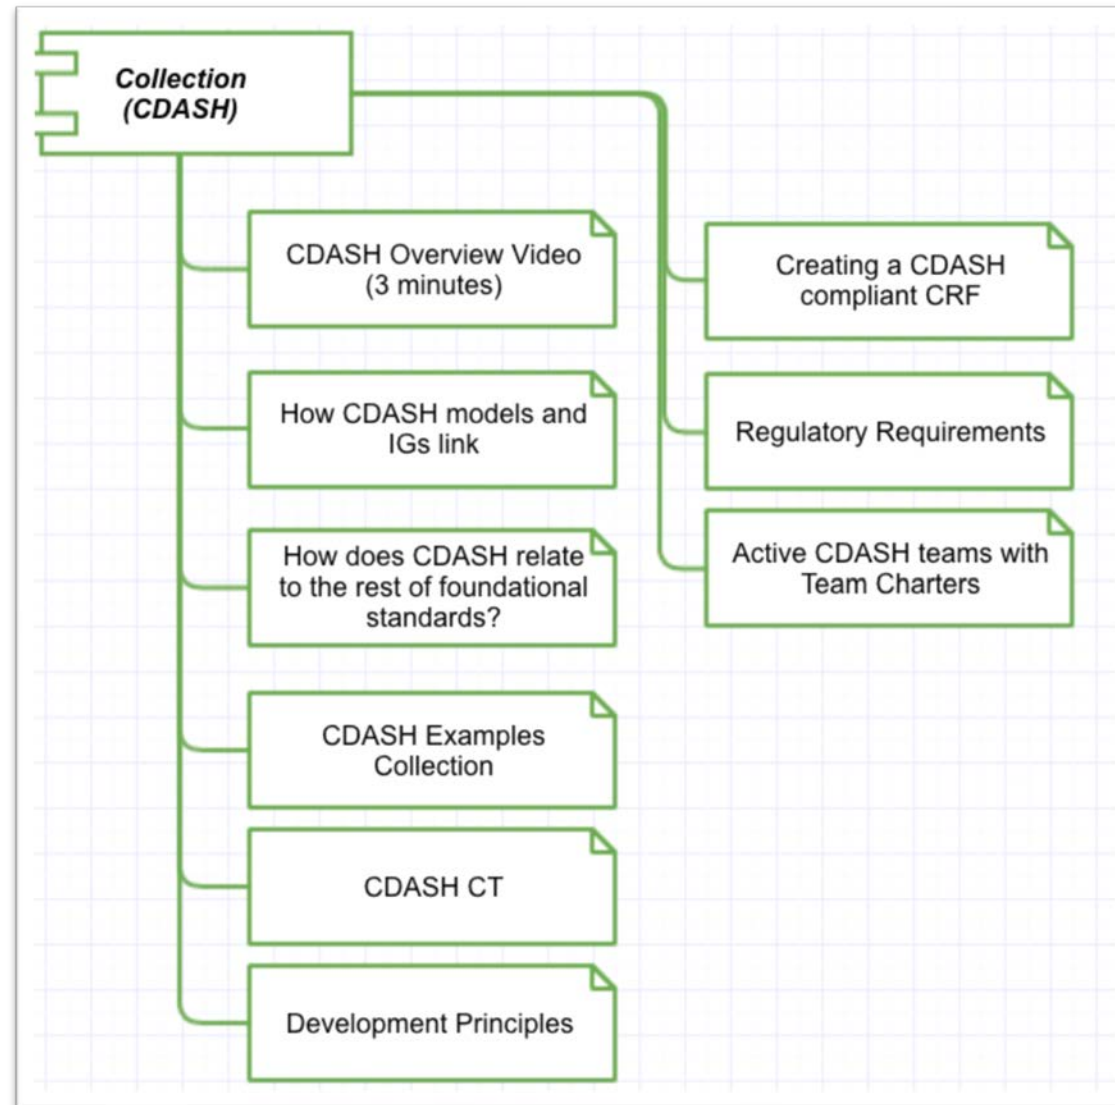 Collection
(CDASH)
CDASH Overview Video
(3 minutes)
How CDASH models and
IGs link
How does CDASH relate
to the rest of foundational
standards?
CDASH Examples
Collection
CDASH CT
Development Principles
Creating a CDASH
compliant CRF
Regulatory Requirements
Active CDASH teams with
Team Charters